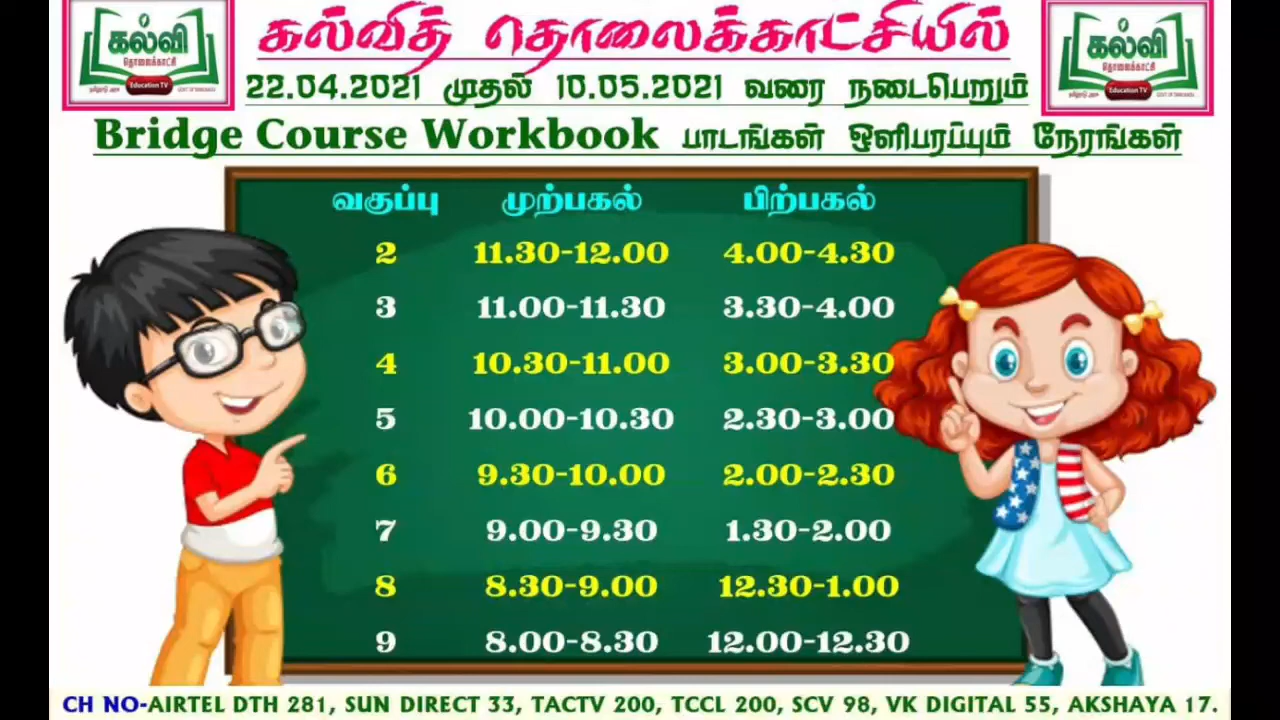 கல்வித் தொலைக்காட்சியில்
கல்வி
தொலைக்காட்சி
Education TV
கல்வி
தொலைக்காட்சி
Education TV
22.04.2021 முதல் 10.05.2021 வரை நடைபெறும்
Bridge Course Workbook பாடங்கள் ஒளிபரப்பும் நேரங்கள்
வகுப்பு முற்பகல் பிற்பகல்
2 11.30-12.00 4.00-4.30
3 11.00-11.30 3.30-4.00
4 10.30-11.00 3.00-3.30
5 10.00-10.30 2.30-3.00
6 9.30-10.00 2.00-2.30
7 9.00-9.30 1.30-2.00
8 8.30-9.00 12.30-1.00
9 8.00-8.30 12.00-12.30
CH NO-AIRTEL DTH 281, SUN DIRECT 33, TACTV 200, TCCL 200, SCV 98, VK DIGITAL 55, AKSHAYA 17.